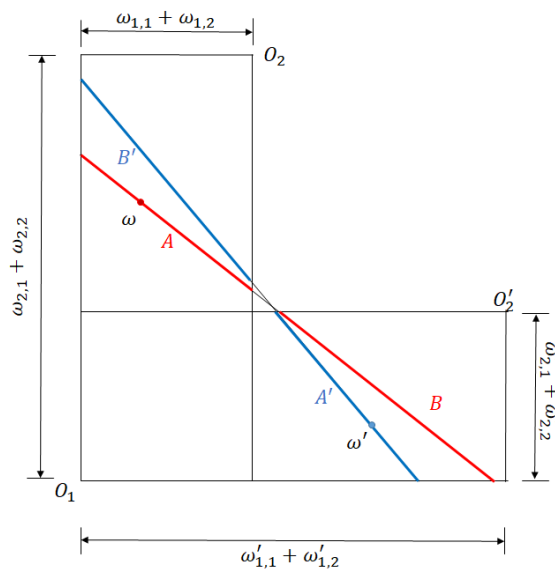 ω₁,₁ + ω₁,₂
O₂
B′
ω
A
ω₂,₁ + ω₂,₂
O′₂
A′
B
ω′
ω₂,₁ + ω₂,₂
O₁
ω′₁,₁ + ω′₁,₂